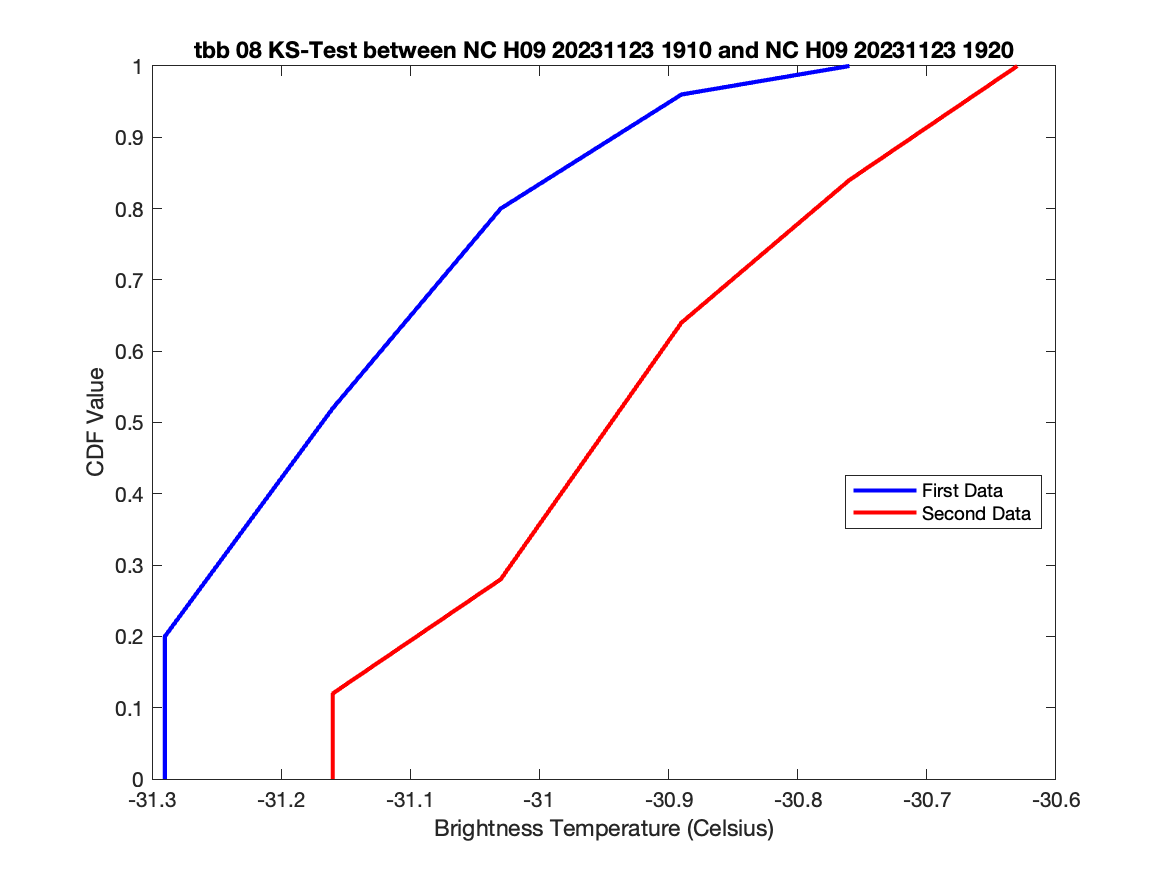 tbb 08 KS-Test between NC H09 20231123 1910 and NC H09 20231123 1920
1
0.9
0.8
0.7
0.6
0.5
0.4
0.3
0.2
0.1
0
CDF Value
First Data
Second Data
-31.3 -31.2 -31.1 -31 -30.9 -30.8 -30.7 -30.6
Brightness Temperature (Celsius)